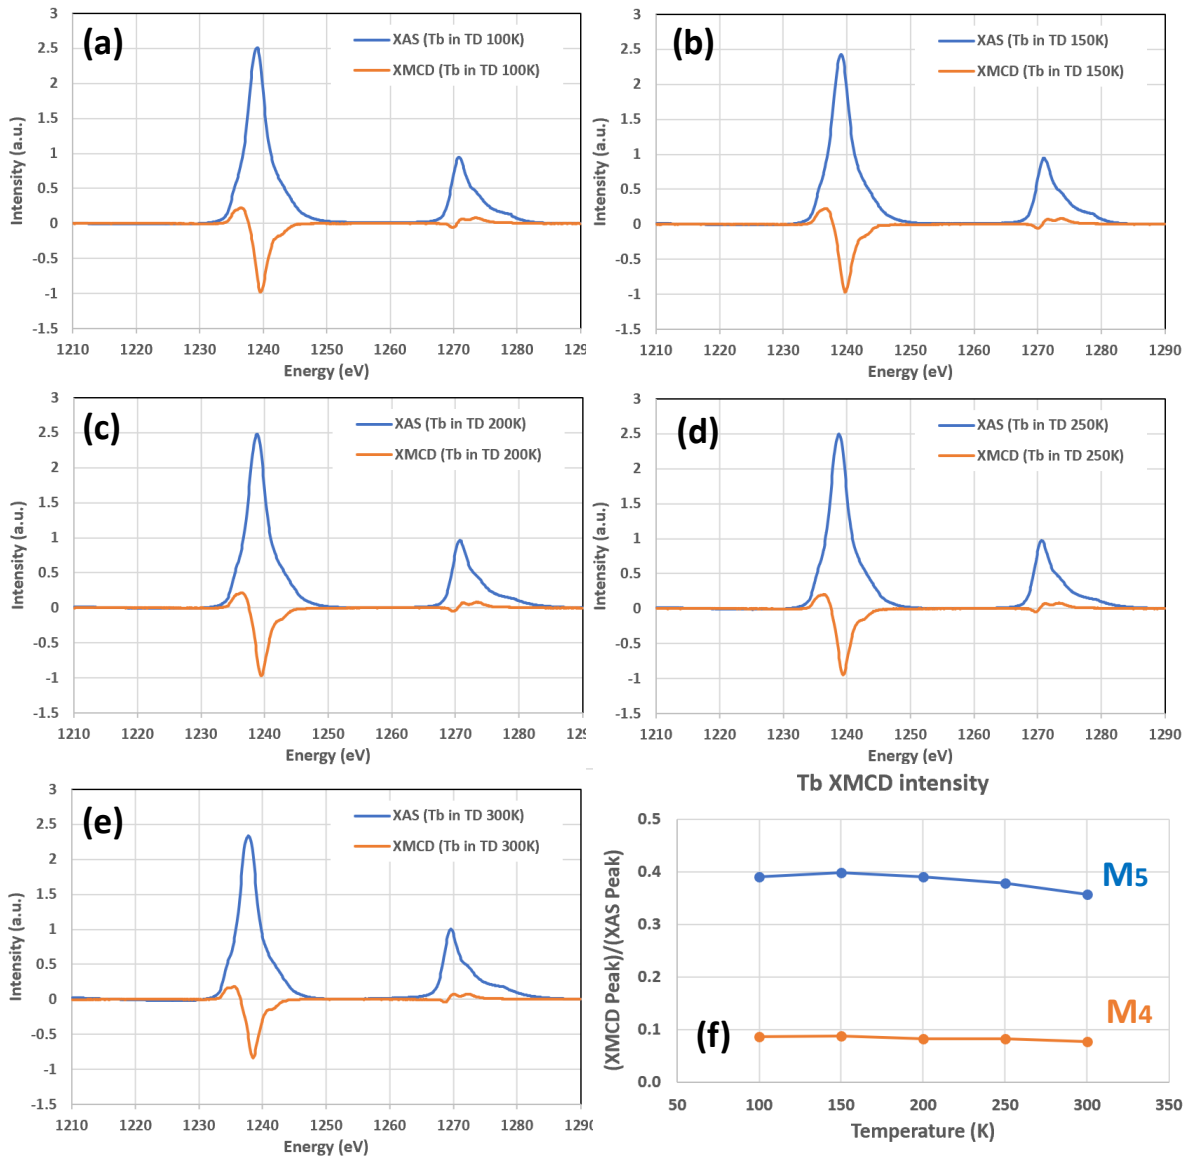 (a)
XAS (Tb in TD 100K)
XMCD (Tb in TD 100K)
Intensity (a.u.)
3
2.5
2
1.5
1
0.5
0
-0.5
-1
-1.5
1210 1220 1230 1240 1250 1260 1270 1280 129
Energy (eV)
(b)
XAS (Tb in TD 150K)
XMCD (Tb in TD 150K)
Intensity (a.u.)
3
2.5
2
1.5
1
0.5
0
-0.5
-1
-1.5
1210 1220 1230 1240 1250 1260 1270 1280 1290
Energy (eV)
(c)
XAS (Tb in TD 200K)
XMCD (Tb in TD 200K)
Intensity (a.u.)
3
2.5
2
1.5
1
0.5
0
-0.5
-1
-1.5
1210 1220 1230 1240 1250 1260 1270 1280 129
Energy (eV)
(d)
XAS (Tb in TD 250K)
XMCD (Tb in TD 250K)
Intensity (a.u.)
3
2.5
2
1.5
1
0.5
0
-0.5
-1
-1.5
1210 1220 1230 1240 1250 1260 1270 1280 1290
Energy (eV)
(e)
XAS (Tb in TD 300K)
XMCD (Tb in TD 300K)
Intensity (a.u.)
3
2.5
2
1.5
1
0.5
0
-0.5
-1
-1.5
1210 1220 1230 1240 1250 1260 1270 1280 1290
Energy (eV)
Tb XMCD intensity
(XMCD Peak)/(XAS Peak)
0.5
0.4
0.3
0.2
0.1
0.0
M5
M4
(f)
50 100 150 200 250 300 350
Temperature (K)